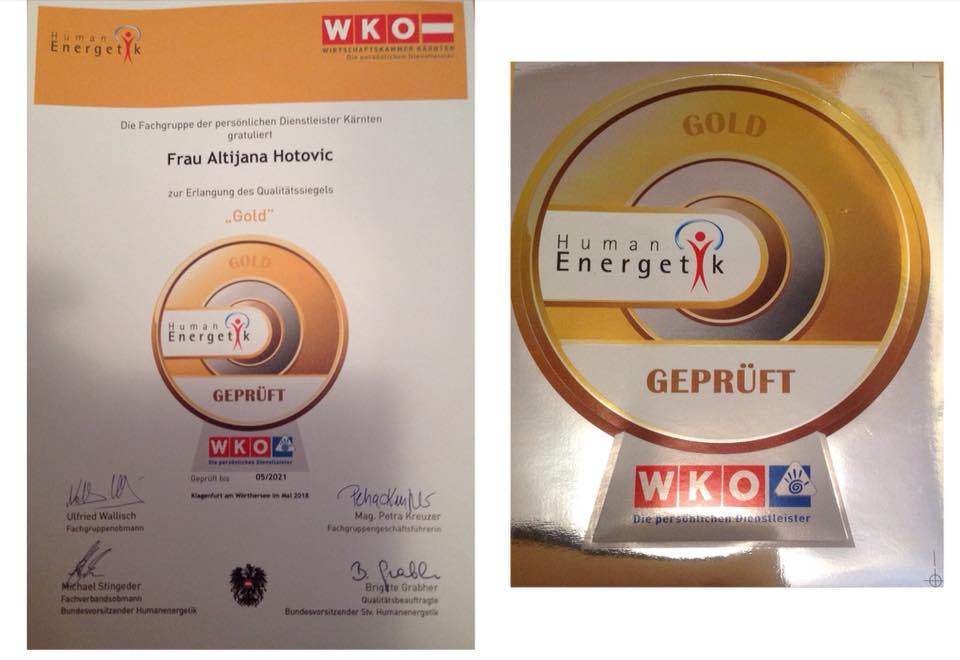 Human
Energetik
WKO
WIRTSCHAFTSKAMMER KÄRNTEN
Die persönlichen Dienstleister
Die Fachgruppe der persönlichen Dienstleister Kärnten
gratuliert
Frau Altijana Hotovic
zur Erlangung des Qualitätssiegels
„Gold“
GOLD
Human
Energetik
GEPRÜFT
WKO
Die persönlichen Dienstleister
Geprüft bis 05/2021
Klagenfurt am Wörthersee im Mai 2018
Ulfried Wallisch
Fachgruppenobmann
Mag. Petra Kreuzer
Fachgruppengeschäftsführerin
Michael Stingeder
Fachverbandsobmann
Bundesvorsitzender Humanenergetik
B. Grabher
Brigitte Grabher
Qualitätsbeauftragte
Bundesvorsitzender Stv. Humanenergetik
GOLD
Human
Energetik
GEPRÜFT
WKO
Die persönlichen Dienstleister